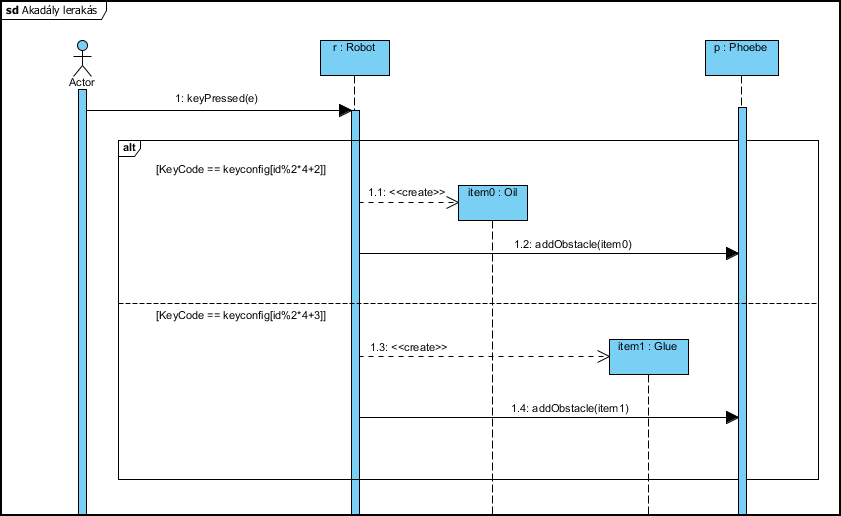 sd Akadály lerakás
r : Robot
p : Phoebe
Actor
1: keyPressed(e)
alt
[KeyCode == keyconfig[id%2*4+2]]
1.1: <<create>>
item0 : Oil
1.2: addObstacle(item0)
[KeyCode == keyconfig[id%2*4+3]]
1.3: <<create>>
item1 : Glue
1.4: addObstacle(item1)